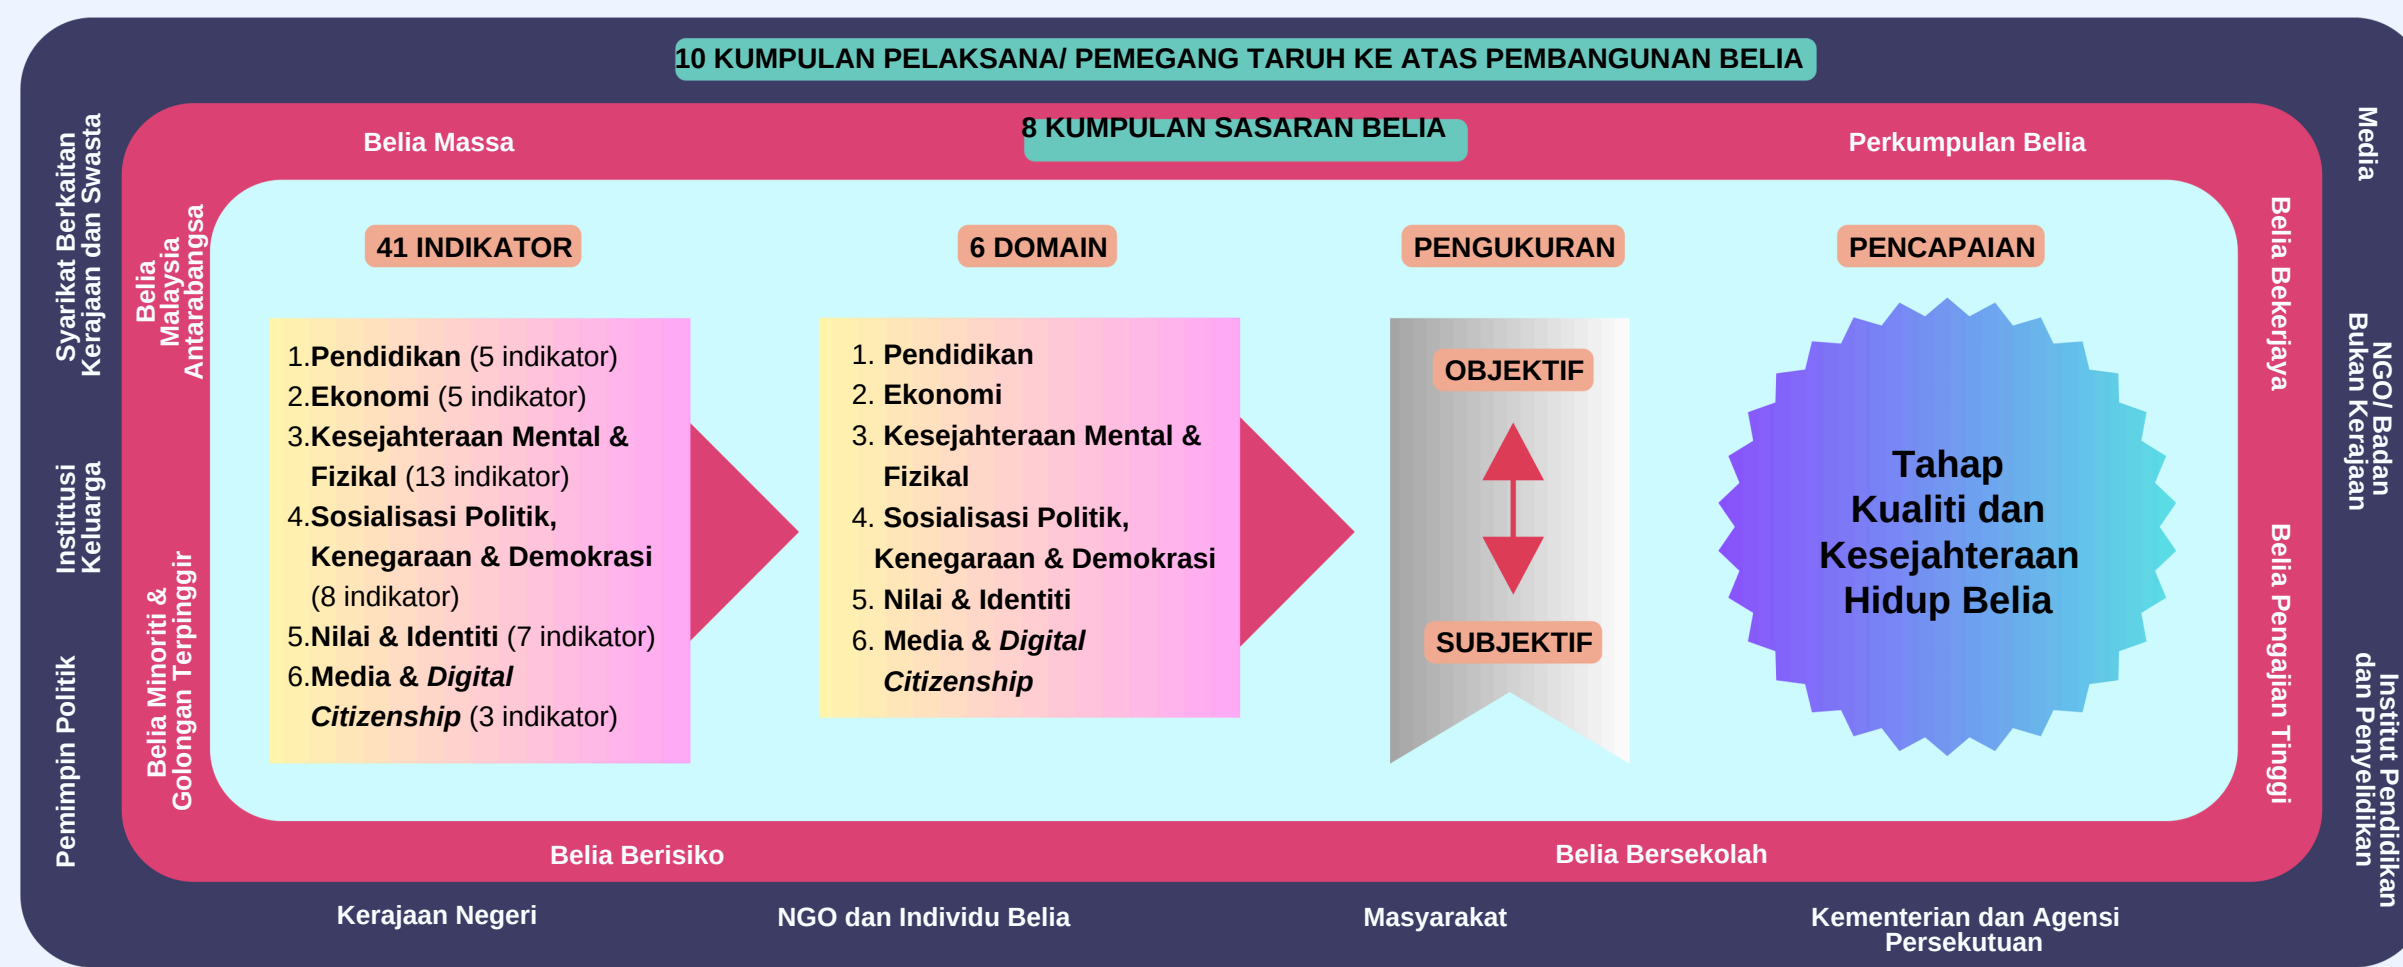 10 KUMPULAN PELAKSANA/ PEMEGANG TARUH KE ATAS PEMBANGUNAN BELIA
8 KUMPULAN SASARAN BELIA
Belia Massa
Perkumpulan Belia
Syarikat Berkaitan
Kerajaan dan Swasta
Institusi
Keluarga
Pemimpin Politik
Belia
Malaysia
Antarabangsa
Belia Minoriti &
Golongan Terpinggir
41 INDIKATOR
1.Pendidikan (5 indikator)
2.Ekonomi (5 indikator)
3.Kesejahteraan Mental &
Fizikal (13 indikator)
4.Sosialisasi Politik,
Kenegaraan & Demokrasi
(8 indikator)
5.Nilai & Identiti (7 indikator)
6.Media & Digital
Citizenship (3 indikator)
6 DOMAIN
1. Pendidikan
2. Ekonomi
3. Kesejahteraan Mental &
Fizikal
4. Sosialisasi Politik,
Kenegaraan & Demokrasi
5. Nilai & Identiti
6. Media & Digital
Citizenship
PENGUKURAN
OBJEKTIF
SUBJEKTIF
PENCAPAIAN
Tahap
Kualiti dan
Kesejahteraan
Hidup Belia
Belia Bekerjaya
Belia Pengajian Tinggi
Media
NGO/ Badan
Bukan Kerajaan
Institut Pendidikan
dan Penyelidikan
Belia Berisiko
Belia Bersekolah
Kerajaan Negeri
NGO dan Individu Belia
Masyarakat
Kementerian dan Agensi
Persekutuan